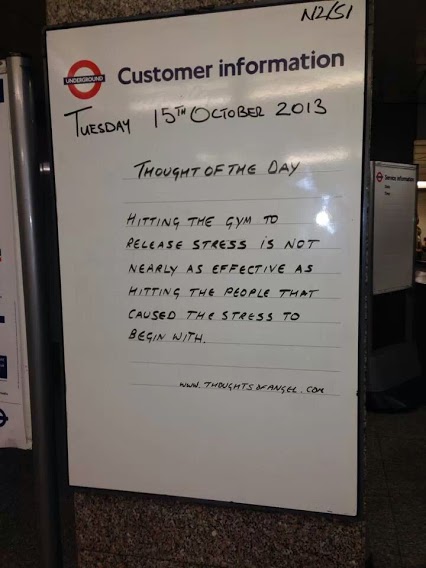 N2/S1
UNDERGROUND
Customer information
TUESDAY 15TH OCTOBER 2013
THOUGHT OF THE DAY
HITTING THE GYM TO
RELEASE STRESS IS NOT
NEARLY AS EFFECTIVE AS
HITTING THE PEOPLE THAT
CAUSED THE STRESS TO
BEGIN WITH.
WWW.THOUGHTSOFANGEL.COM
Service information